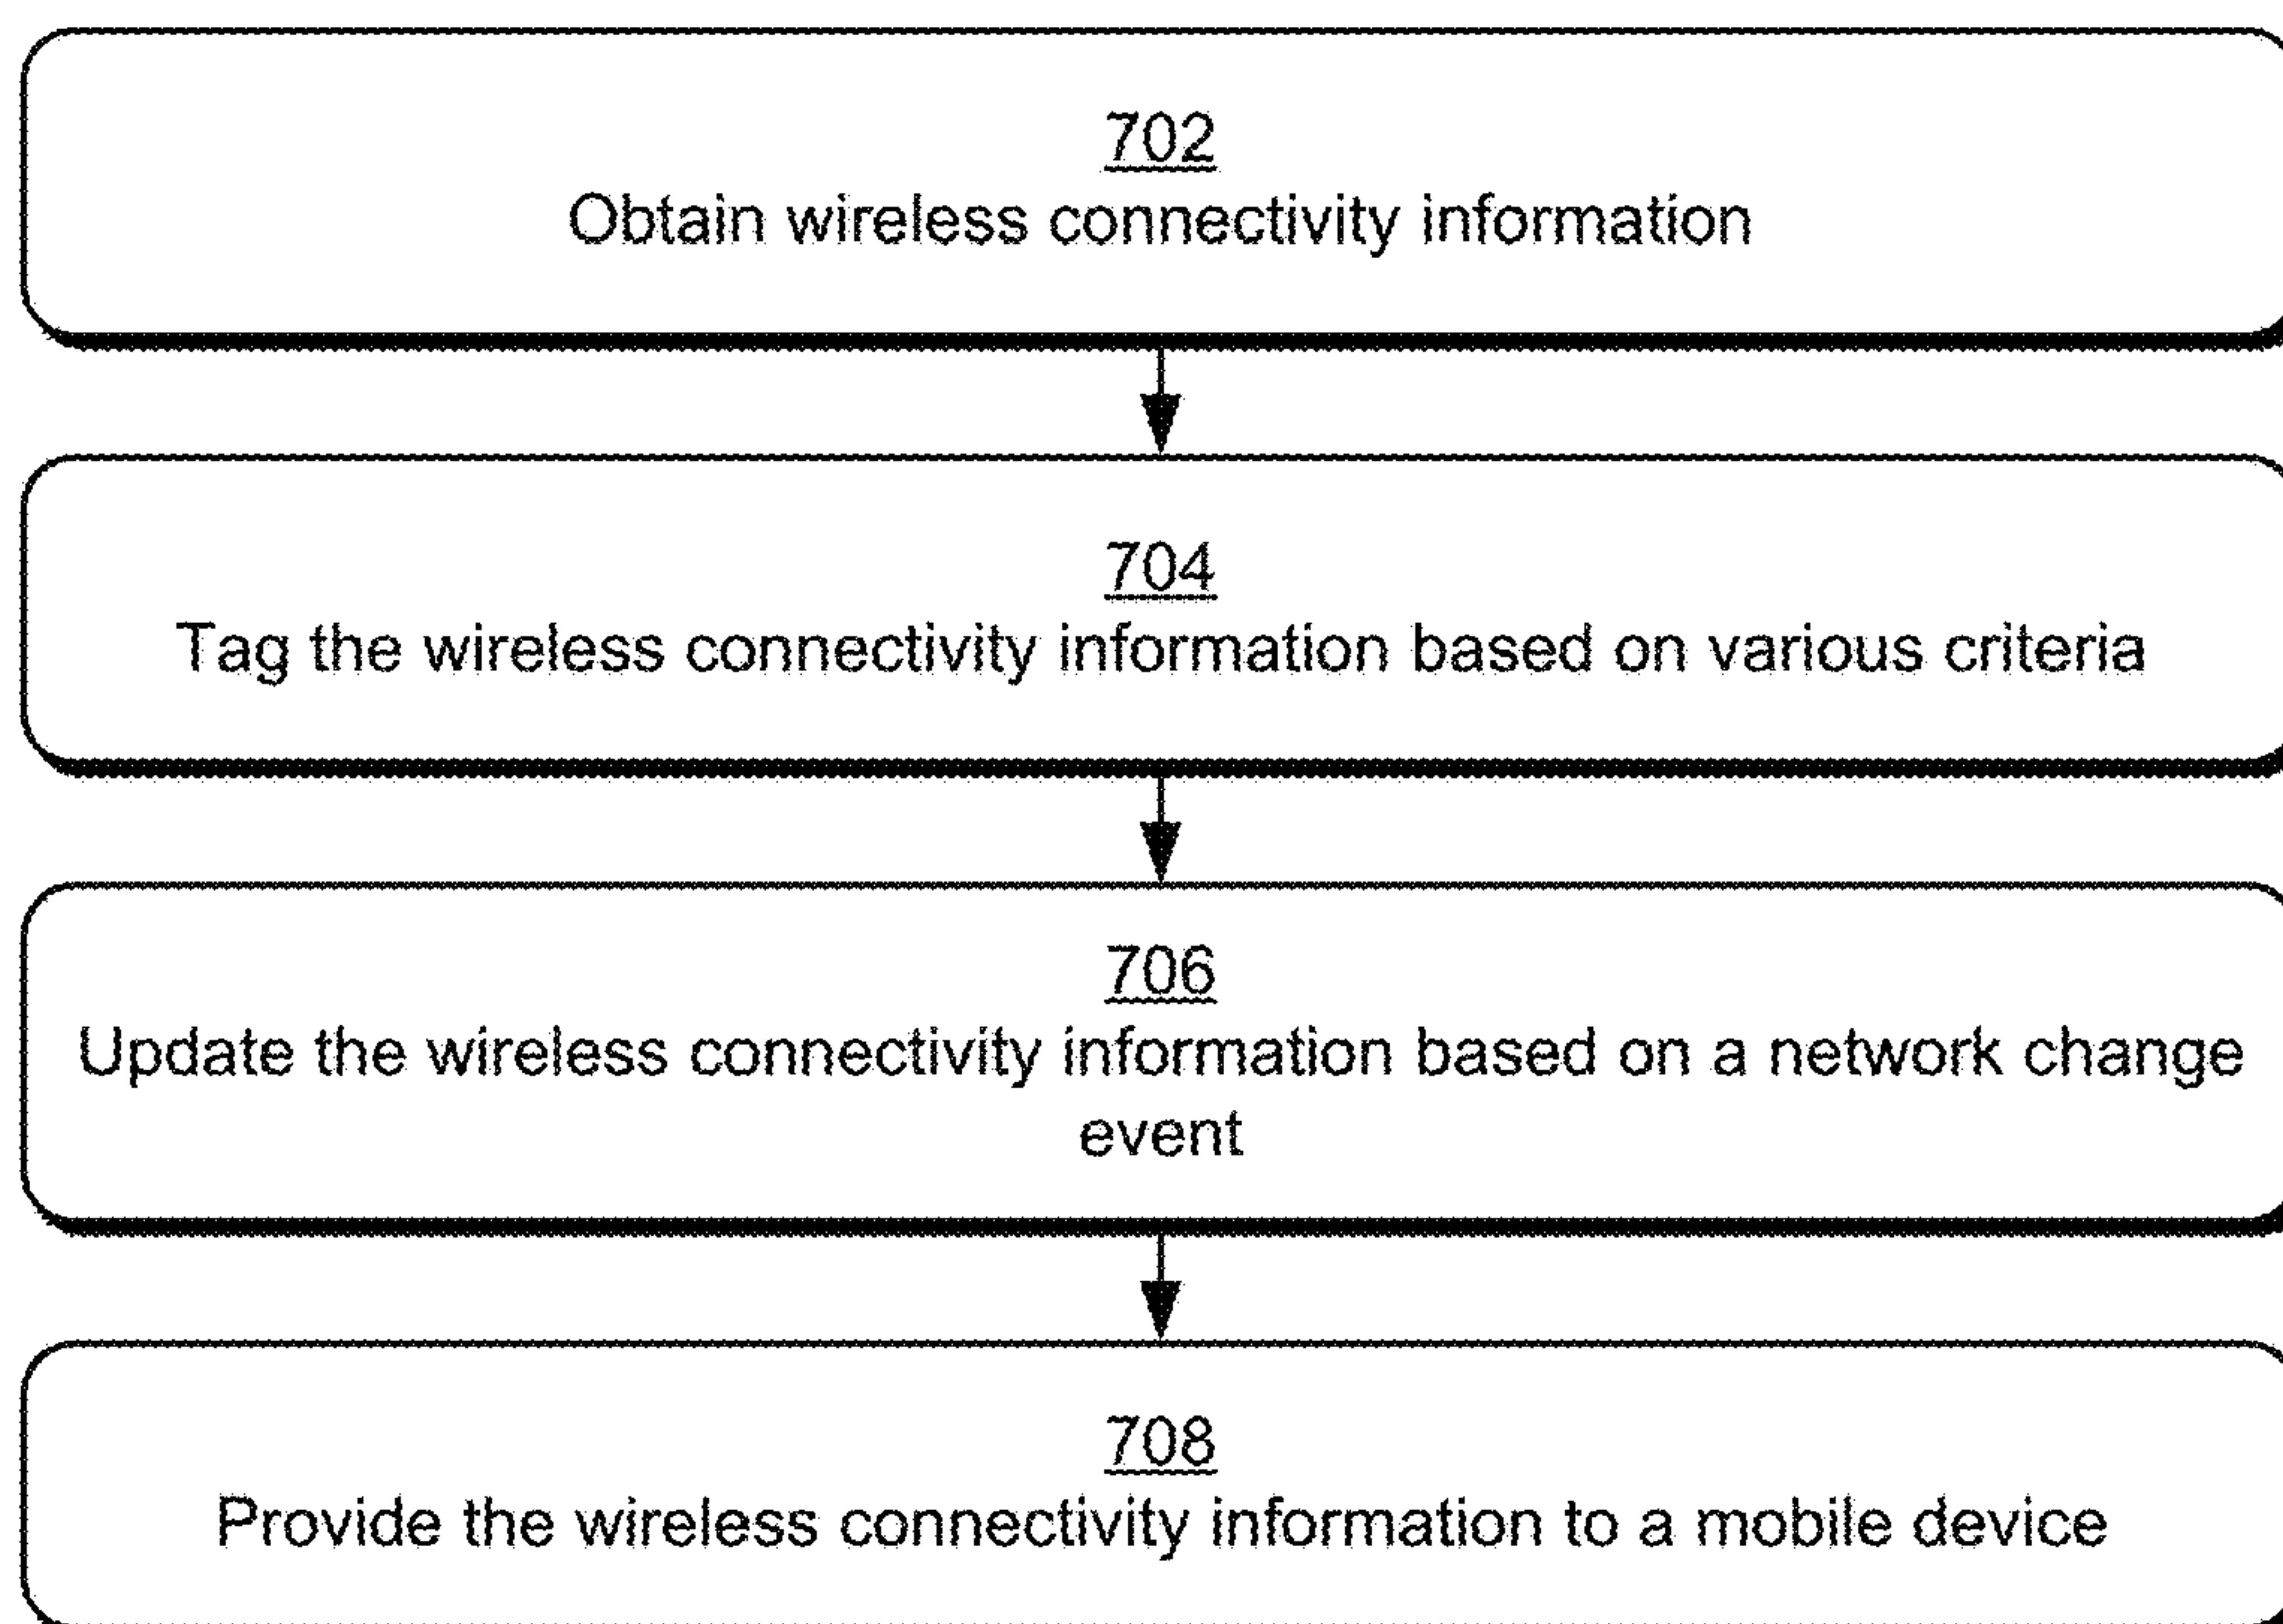 702
Obtain wireless connectivity information
704
Tag the wireless connectivity information based on various criteria
706
Update the wireless connectivity information based on a network change
event
708
Provide the wireless connectivity information to a mobile device